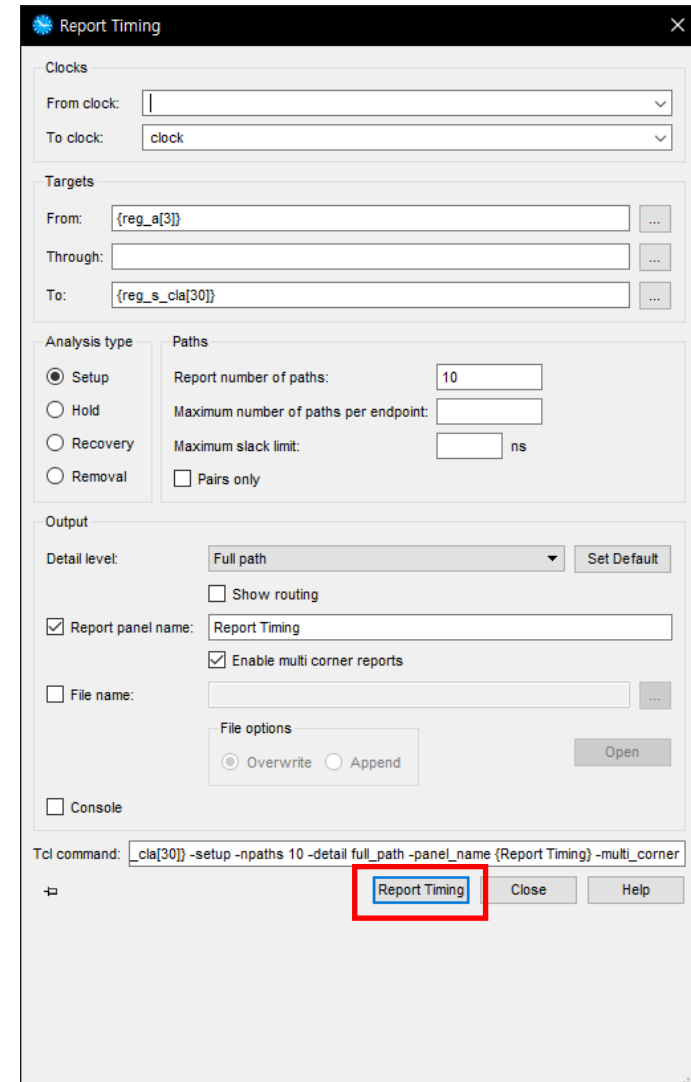 Report Timing
Clocks
From clock:
To clock: clock
Targets
From: {reg_a[3]} ...
Through: ...
To: {reg_s_cla[30]} ...
Analysis type Paths
Setup Report number of paths: 10
Hold Maximum number of paths per endpoint:
Recovery Maximum slack limit: ns
Removal Pairs only
Output
Detail level: Full path Set Default
Show routing
Report panel name: Report Timing
Enable multi corner reports
File name: ...
File options
Overwrite Append Open
Console
Tcl command: _cla[30]} -setup -npaths 10 -detail full_path -panel_name {Report Timing} -multi_corner
Report Timing Close Help